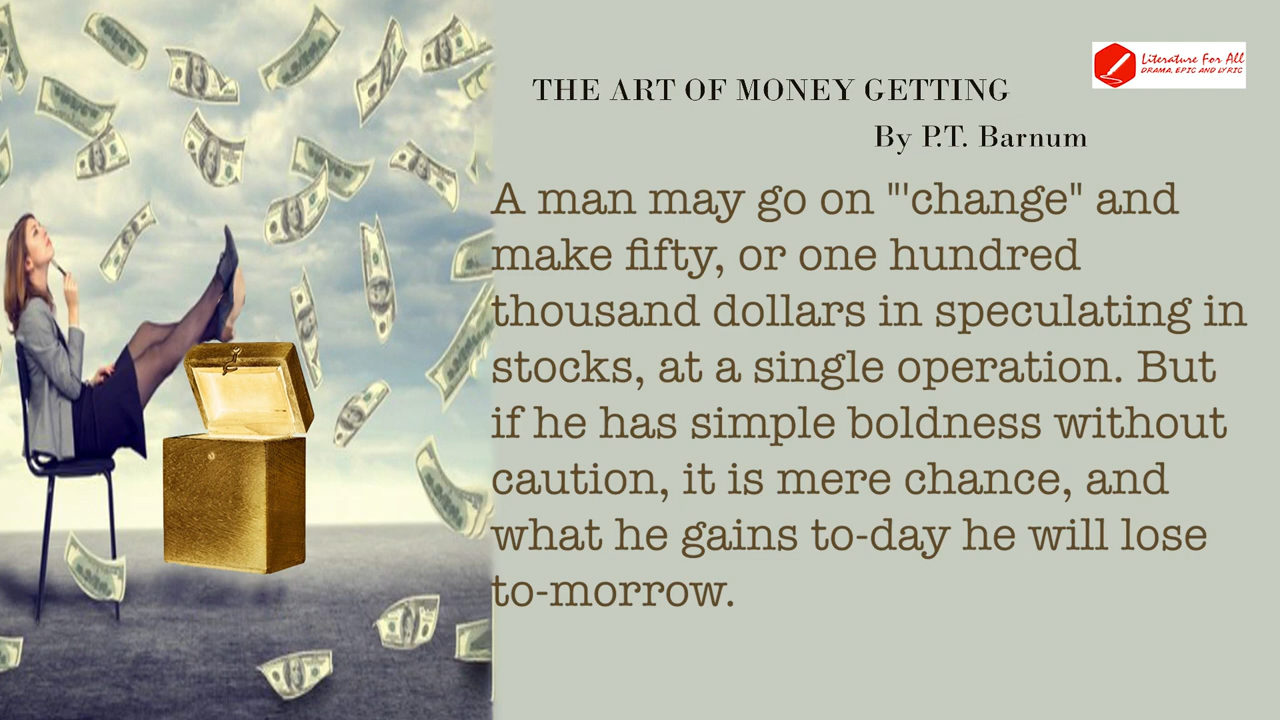 THE ART OF MONEY GETTING
By P.T. Barnum
Literature For All
DRAMA, EPIC AND LYRIC
A man may go on "'change" and
make fifty, or one hundred
thousand dollars in speculating in
stocks, at a single operation. But
if he has simple boldness without
caution, it is mere chance, and
what he gains to-day he will lose
to-morrow.